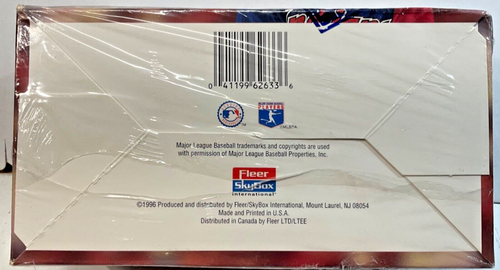 0 41199 62633 6
PLAYERS
©MLBPA
Major League Baseball trademarks and copyrights are used
with permission of Major League Baseball Properties, Inc.
Fleer
SkyBox
international
©1996 Produced and distributed by Fleer/SkyBox International, Mount Laurel, NJ 08054
Made and Printed in U.S.A.
Distributed in Canada by Fleer LTD/LTEE